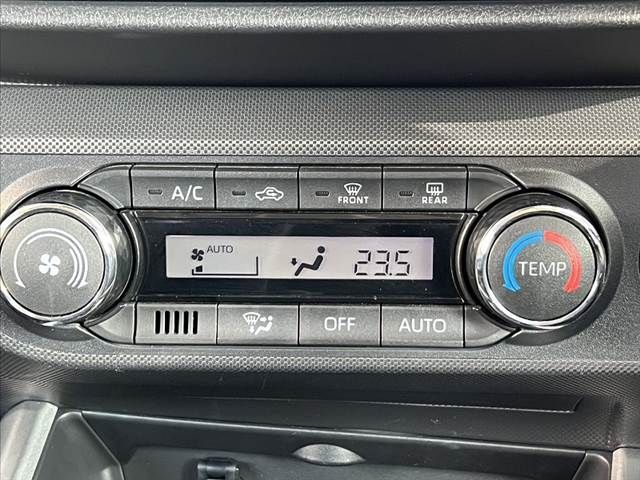 A/C
FRONT
REAR
AUTO
23.5
TEMP
OFF
AUTO